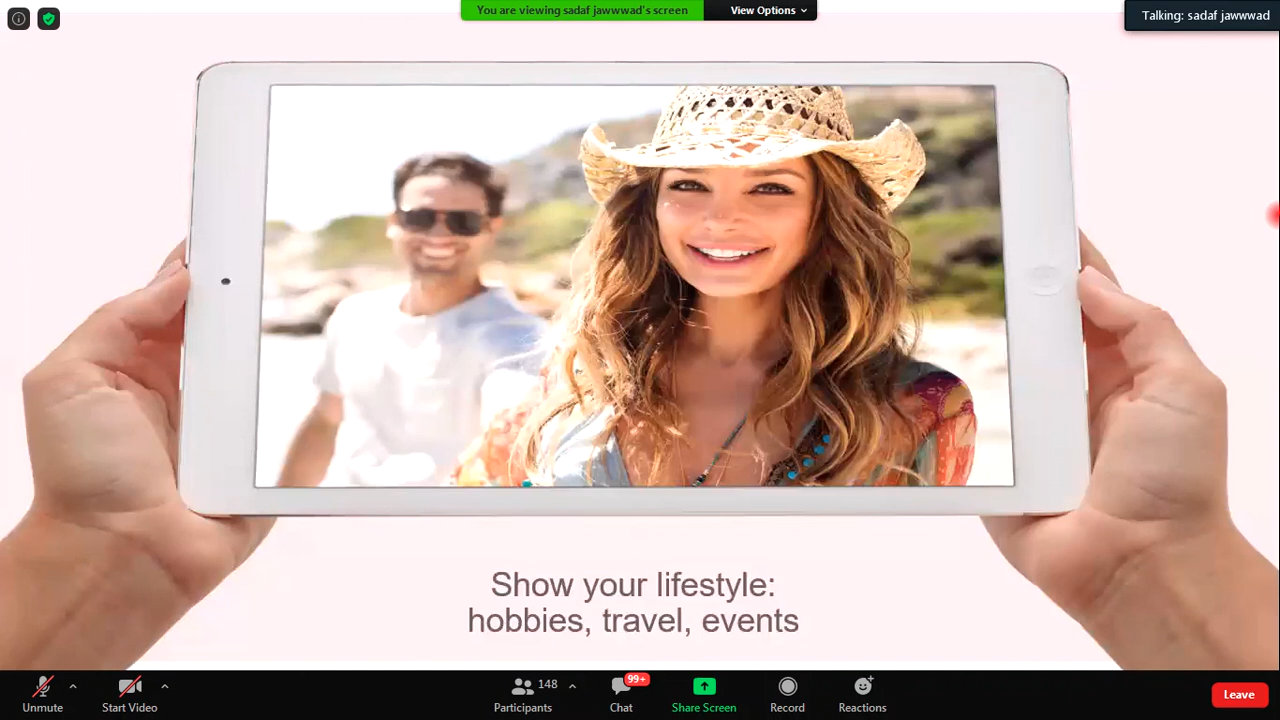 You are viewing sadaf jawwwad's screen
View Options
Talking: sadaf jawwwad
Show your lifestyle:
hobbies, travel, events
Unmute
Start Video
148
Participants
99+
Chat
Share Screen
Record
Reactions
Leave